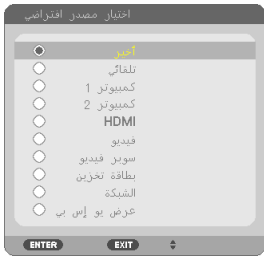 اختيار مصدر افتراضي
أخير
تلقائي
كمبيوتر 1
كمبيوتر 2
HDMI
فيديو
سوبر فيديو
بطاقة تخزين
الشبكة
عرض يو إس بي
ENTER EXIT